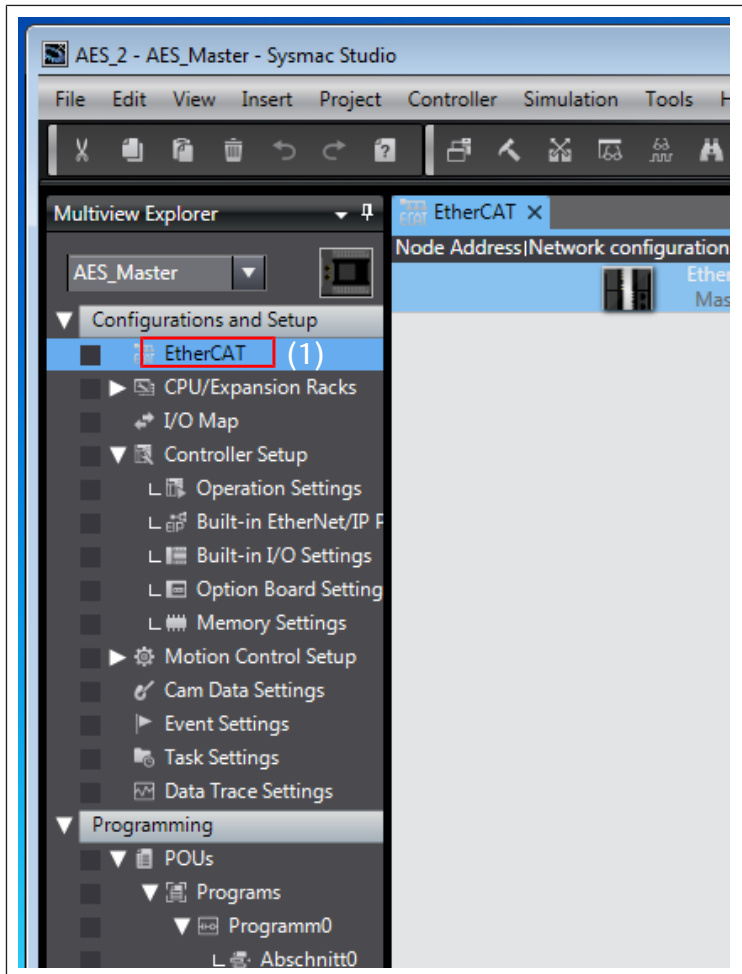 AES_2 - AES_Master - Sysmac Studio
File Edit View Insert Project Controller Simulation Tools H
Multiview Explorer
EtherCAT
Node Address|Network configuration
AES_Master
Ether
Mas
Configurations and Setup
EtherCAT (1)
CPU/Expansion Racks
I/O Map
Controller Setup
Operation Settings
Built-in EtherNet/IP P
Built-in I/O Settings
Option Board Setting
Memory Settings
Motion Control Setup
Cam Data Settings
Event Settings
Task Settings
Data Trace Settings
Programming
POUs
Programs
Programm0
Abschnitt0